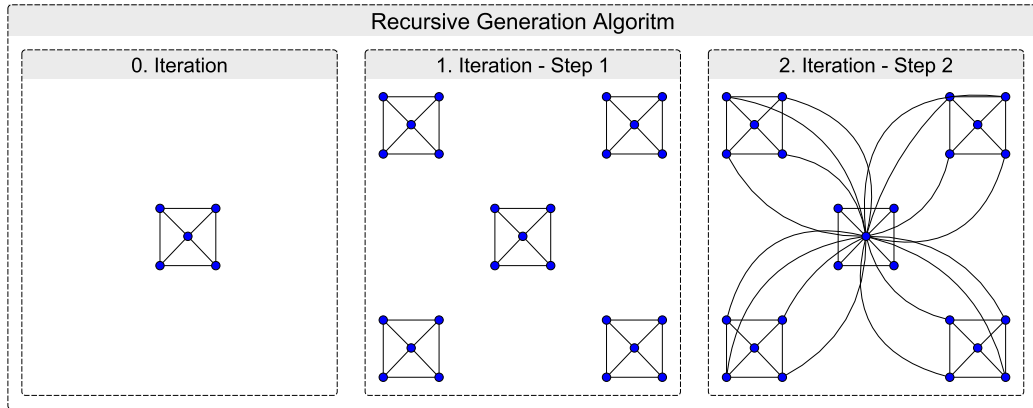 Recursive Generation Algoritm
0. Iteration
1. Iteration - Step 1
2. Iteration - Step 2